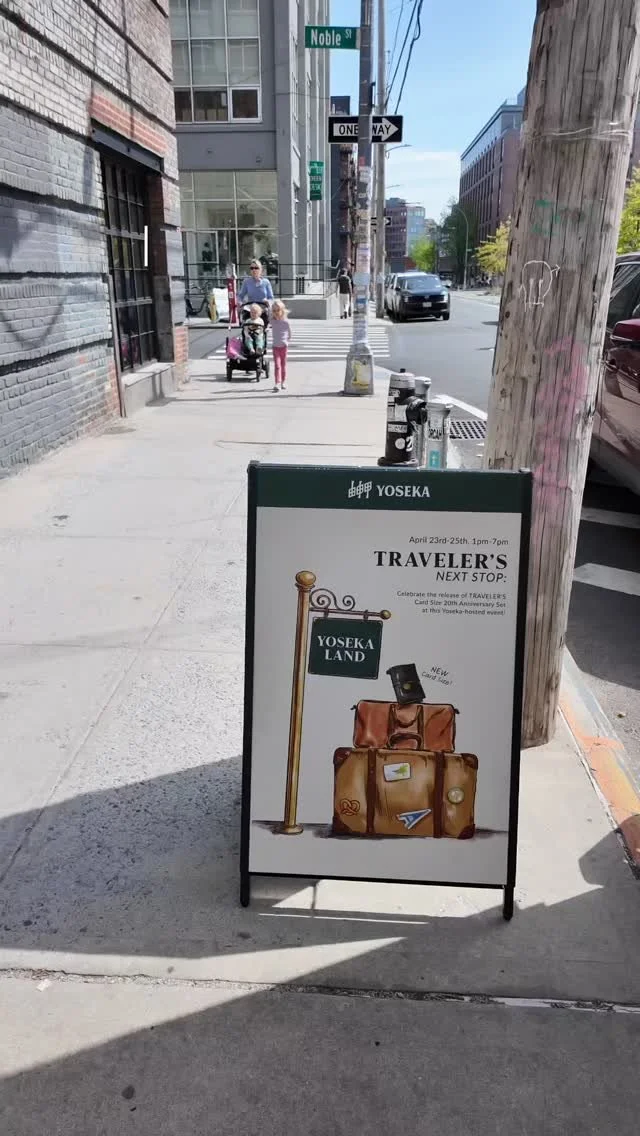 Noble St
ONE WAY
YOSEKA
April 23rd-25th. 1pm-7pm
TRAVELER'S
NEXT STOP:
Celebrate the release of TRAVELER'S
Card Size 20th Anniversary Set
at this Yoseka-hosted event!
YOSEKA
LAND
NEW
Card Size!